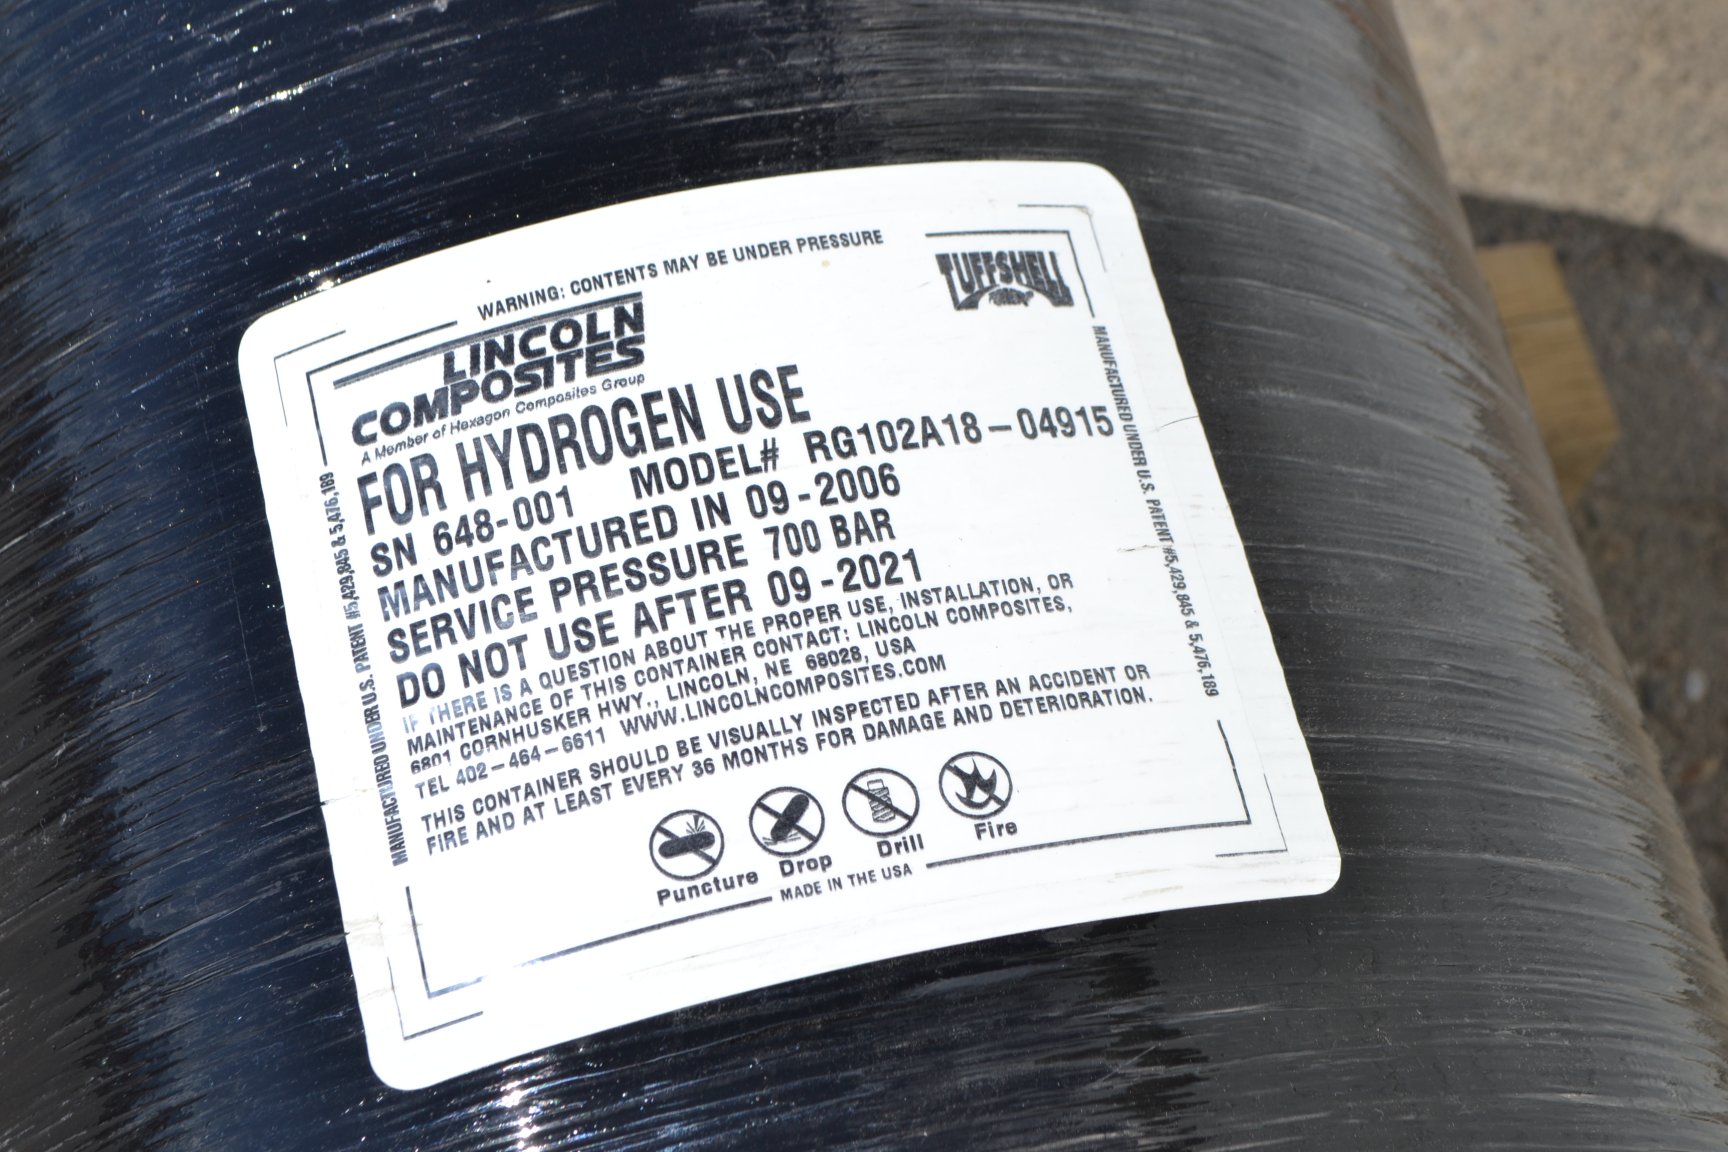 WARNING: CONTENTS MAY BE UNDER PRESSURE
TUFFSHELL
LINCOLN
COMPOSITES
A Member of Hexagon Composites Group
FOR HYDROGEN USE
SN 648-001 MODEL# RG102A18-04915
MANUFACTURED IN 09-2006
SERVICE PRESSURE 700 BAR
DO NOT USE AFTER 09-2021
IF THERE IS A QUESTION ABOUT THE PROPER USE, INSTALLATION, OR
MAINTENANCE OF THIS CONTAINER CONTACT: LINCOLN COMPOSITES,
6801 CORNHUSKER HWY., LINCOLN, NE 68028, USA
TEL 402-464-6611 WWW.LINCOLNCOMPOSITES.COM
THIS CONTAINER SHOULD BE VISUALLY INSPECTED AFTER AN ACCIDENT OR
FIRE AND AT LEAST EVERY 36 MONTHS FOR DAMAGE AND DETERIORATION.
Puncture Drop Drill Fire
MADE IN THE USA
MANUFACTURED UNDER U.S. PATENT #5,429,845 & 5,476,189
MANUFACTURED UNDER U.S. PATENT #5,429,845 & 5,476,189